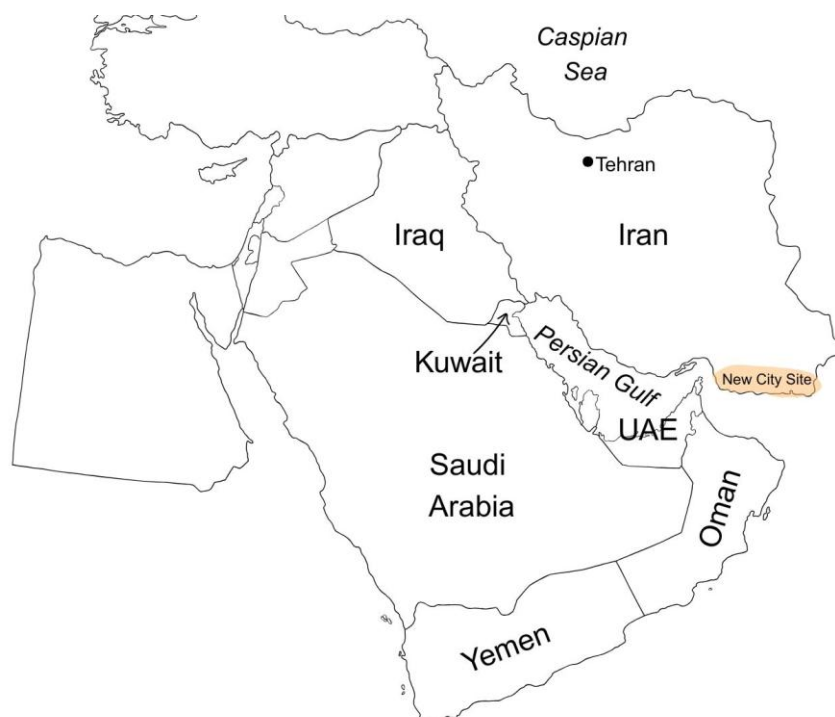 Caspian
Sea
Tehran
Iraq
Iran
Kuwait
Persian Gulf
New City Site
UAE
Saudi
Arabia
Oman
Yemen